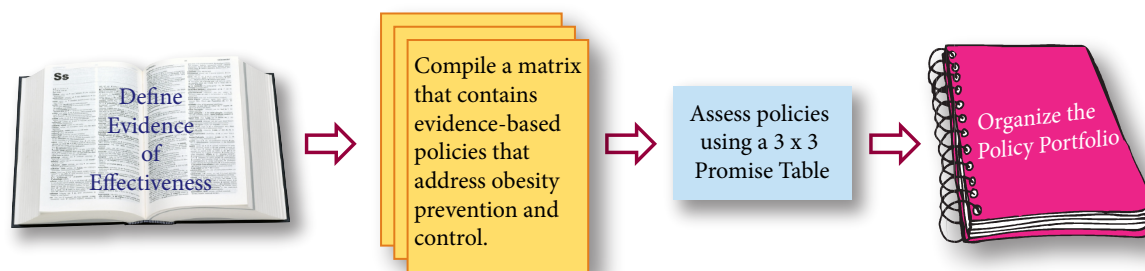 Ss
Define
Evidence
of
Effectiveness
Compile a matrix
that contains
evidence-based
policies that
address obesity
prevention and
control.
Assess policies
using a 3 x 3
Promise Table
Organize the
Policy Portfolio